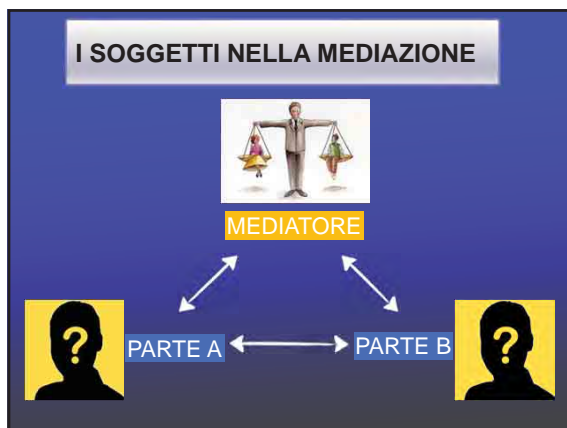 I SOGGETTI NELLA MEDIAZIONE
MEDIATORE
?
PARTE A
PARTE B
?